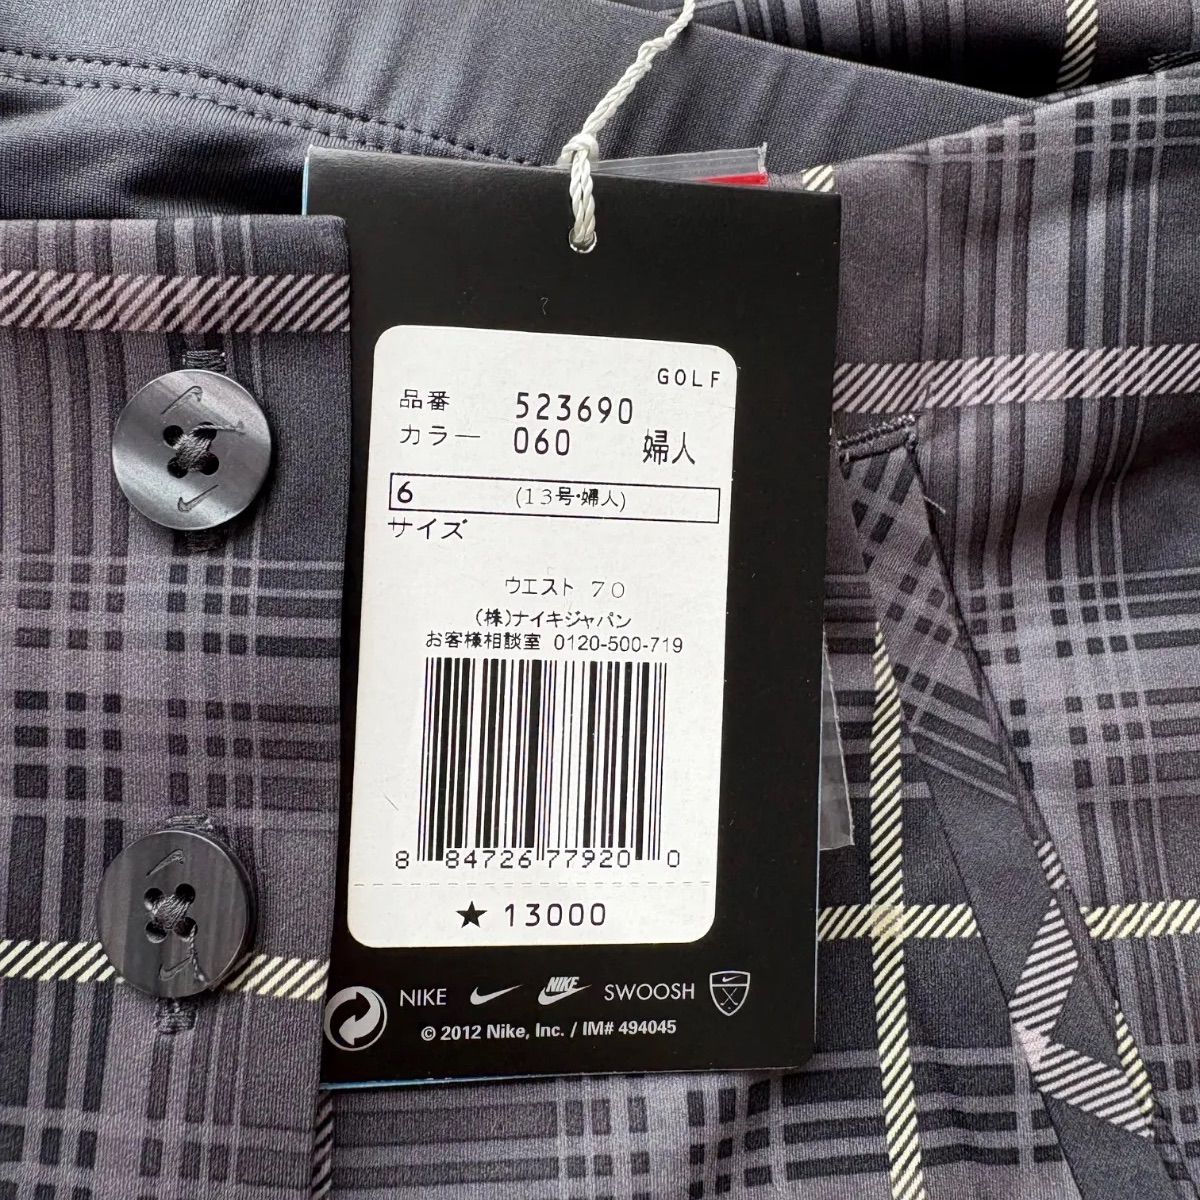 GOLF
品番 523690
カラー 060 婦人
6 (13号・婦人)
サイズ
ウエスト 70
(株)ナイキジャパン
お客様相談室 0120-500-719
8 84726 77920 0
★ 13000
NIKE NIKE SWOOSH
© 2012 Nike, Inc. / IM# 494045